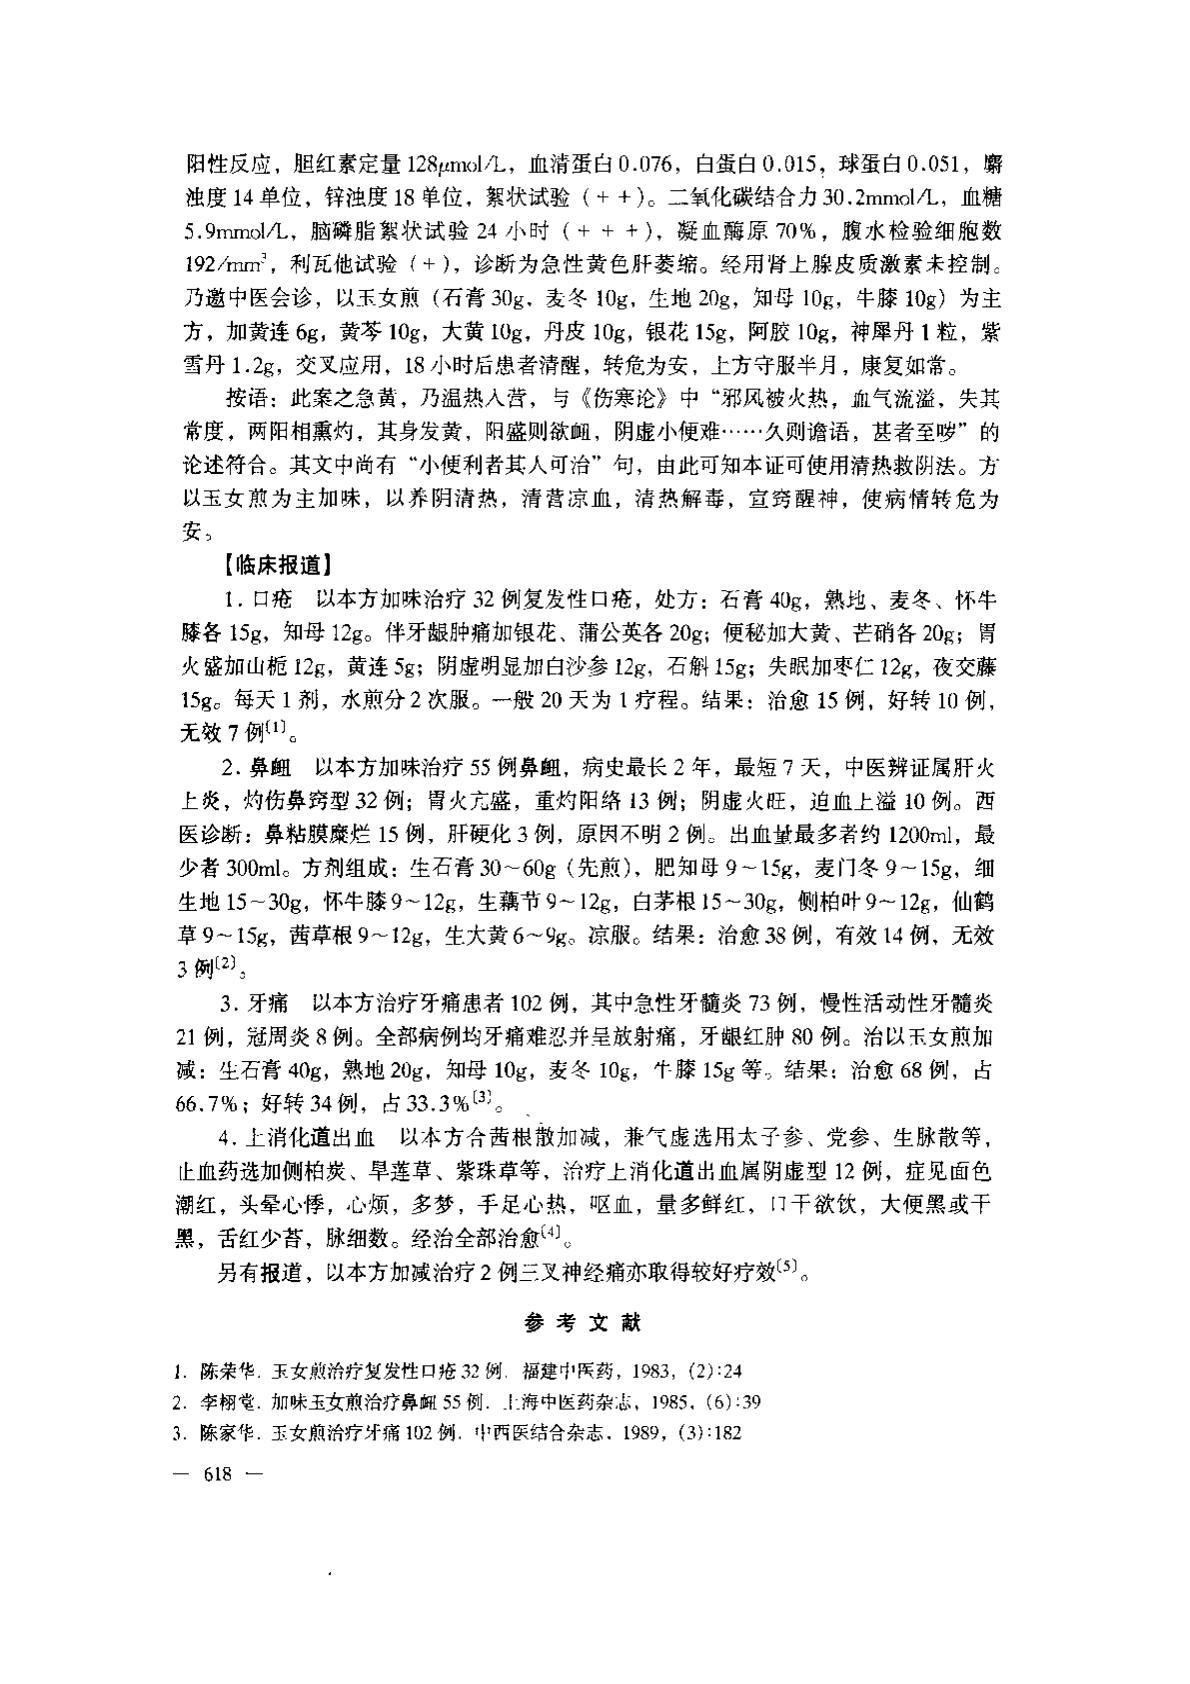 阳性反应，胆红素定量128μmol/L，血清蛋白0.076，白蛋白0.015，球蛋白0.051，麝
浊度14单位，锌浊度18单位，絮状试验（＋＋）。二氧化碳结合力30.2mmol/L，血糖
5.9mmol/L，脑磷脂絮状试验24小时（＋＋＋），凝血酶原70%，腹水检验细胞数
192/mm³，利瓦他试验（＋），诊断为急性黄色肝萎缩。经用肾上腺皮质激素未控制。
乃邀中医会诊，以玉女煎（石膏30g，麦冬10g，生地20g，知母10g，牛膝10g）为主
方，加黄连6g，黄芩10g，大黄10g，丹皮10g，银花15g，阿胶10g，神犀丹1粒，紫
雪丹1.2g，交叉应用，18小时后患者清醒，转危为安，上方守服半月，康复如常。
按语：此案之急黄，乃温热入营，与《伤寒论》中“邪风被火热，血气流溢，失其
常度，两阳相熏灼，其身发黄，阳盛则欲衄，阴虚小便难……久则谵语，甚者至哕”的
论述符合。其文中尚有“小便利者其人可治”句，由此可知本证可使用清热救阴法。方
以玉女煎为主加味，以养阴清热，清营凉血，清热解毒，宣窍醒神，使病情转危为
安。
【临床报道】
1. 口疮　以本方加味治疗32例复发性口疮，处方：石膏40g，熟地、麦冬、怀牛
膝各15g，知母12g。伴牙龈肿痛加银花、蒲公英各20g；便秘加大黄、芒硝各20g；胃
火盛加山栀12g，黄连5g；阴虚明显加白沙参12g，石斛15g；失眠加枣仁12g，夜交藤
15g。每天1剂，水煎分2次服。一般20天为1疗程。结果：治愈15例，好转10例，
无效7例〔1〕。
2. 鼻衄　以本方加味治疗55例鼻衄，病史最长2年，最短7天，中医辨证属肝火
上炎，灼伤鼻窍型32例；胃火亢盛，重灼阳络13例；阴虚火旺，迫血上溢10例。西
医诊断：鼻粘膜糜烂15例，肝硬化3例，原因不明2例。出血量最多者约1200ml，最
少者300ml。方剂组成：生石膏30～60g（先煎），肥知母9～15g，麦门冬9～15g，细
生地15～30g，怀牛膝9～12g，生藕节9～12g，白茅根15～30g，侧柏叶9～12g，仙鹤
草9～15g，茜草根9～12g，生大黄6～9g。凉服。结果：治愈38例，有效14例，无效
3例〔2〕。
3. 牙痛　以本方治疗牙痛患者102例，其中急性牙髓炎73例，慢性活动性牙髓炎
21例，冠周炎8例。全部病例均牙痛难忍并呈放射痛，牙龈红肿80例。治以玉女煎加
减：生石膏40g，熟地20g，知母10g，麦冬10g，牛膝15g等。结果：治愈68例，占
66.7%；好转34例，占33.3%〔3〕。
4. 上消化道出血　以本方合茜根散加减，兼气虚选用太子参、党参、生脉散等，
止血药选加侧柏炭、旱莲草、紫珠草等，治疗上消化道出血属阴虚型12例，症见面色
潮红，头晕心悸，心烦，多梦，手足心热，呕血，量多鲜红，口干欲饮，大便黑或干
黑，舌红少苔，脉细数。经治全部治愈〔4〕。
另有报道，以本方加减治疗2例三叉神经痛亦取得较好疗效〔5〕。
参 考 文 献
1. 陈荣华. 玉女煎治疗复发性口疮32例. 福建中医药，1983，(2):24
2. 李栩堂. 加味玉女煎治疗鼻衄55例. 上海中医药杂志，1985，(6):39
3. 陈家华. 玉女煎治疗牙痛102例. 中西医结合杂志，1989，(3):182
— 618 —